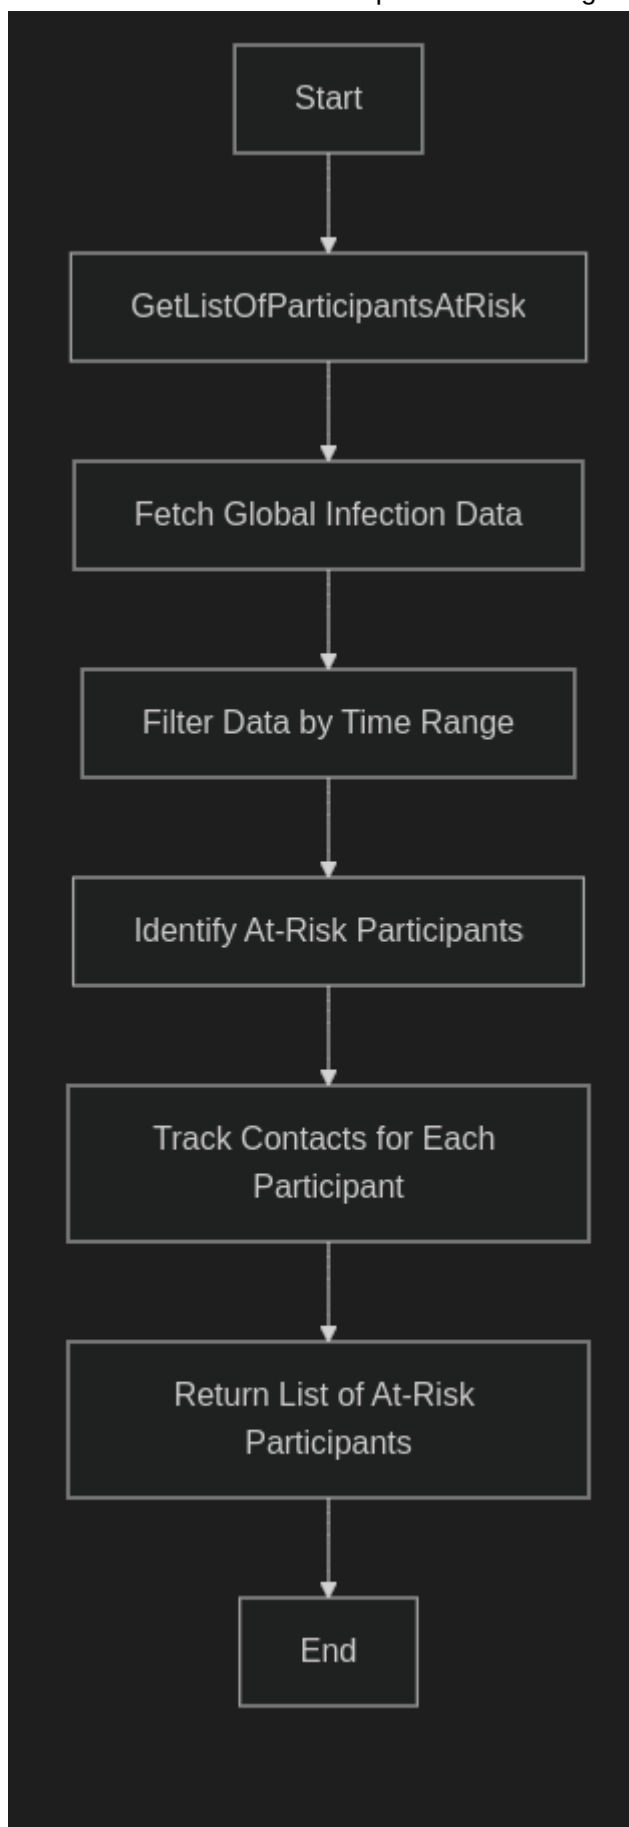 Start
GetListOfParticipantsAtRisk
Fetch Global Infection Data
Filter Data by Time Range
Identify At-Risk Participants
Track Contacts for Each
Participant
Return List of At-Risk
Participants
End